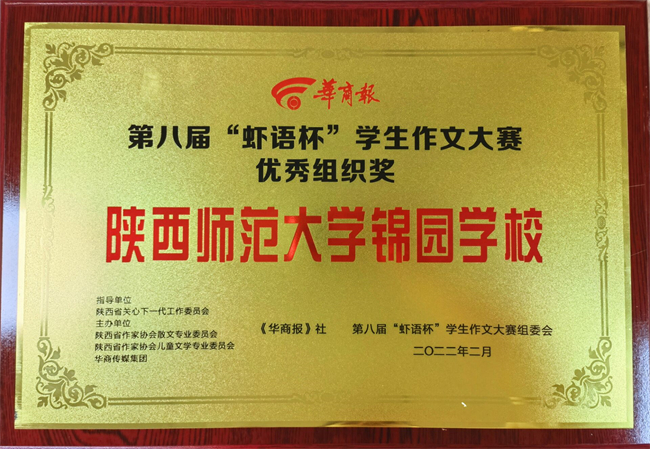 華商報
第八届“虾语杯”学生作文大赛
优秀组织奖
陕西师范大学锦园学校
指导单位
陕西省关心下一代工作委员会
主办单位
陕西省作家协会散文专业委员会
陕西省作家协会儿童文学专业委员会
华商传媒集团
《华商报》社 第八届“虾语杯”学生作文大赛组委会
二〇二二年二月